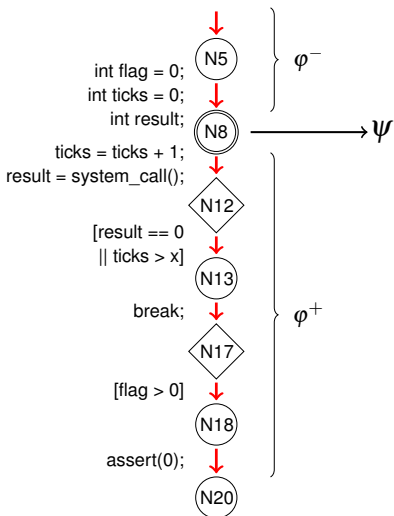 N5
φ⁻
int flag = 0;
int ticks = 0;
int result;
N8
ψ
ticks = ticks + 1;
result = system_call();
N12
[result == 0
|| ticks > x]
N13
φ⁺
break;
N17
[flag > 0]
N18
assert(0);
N20